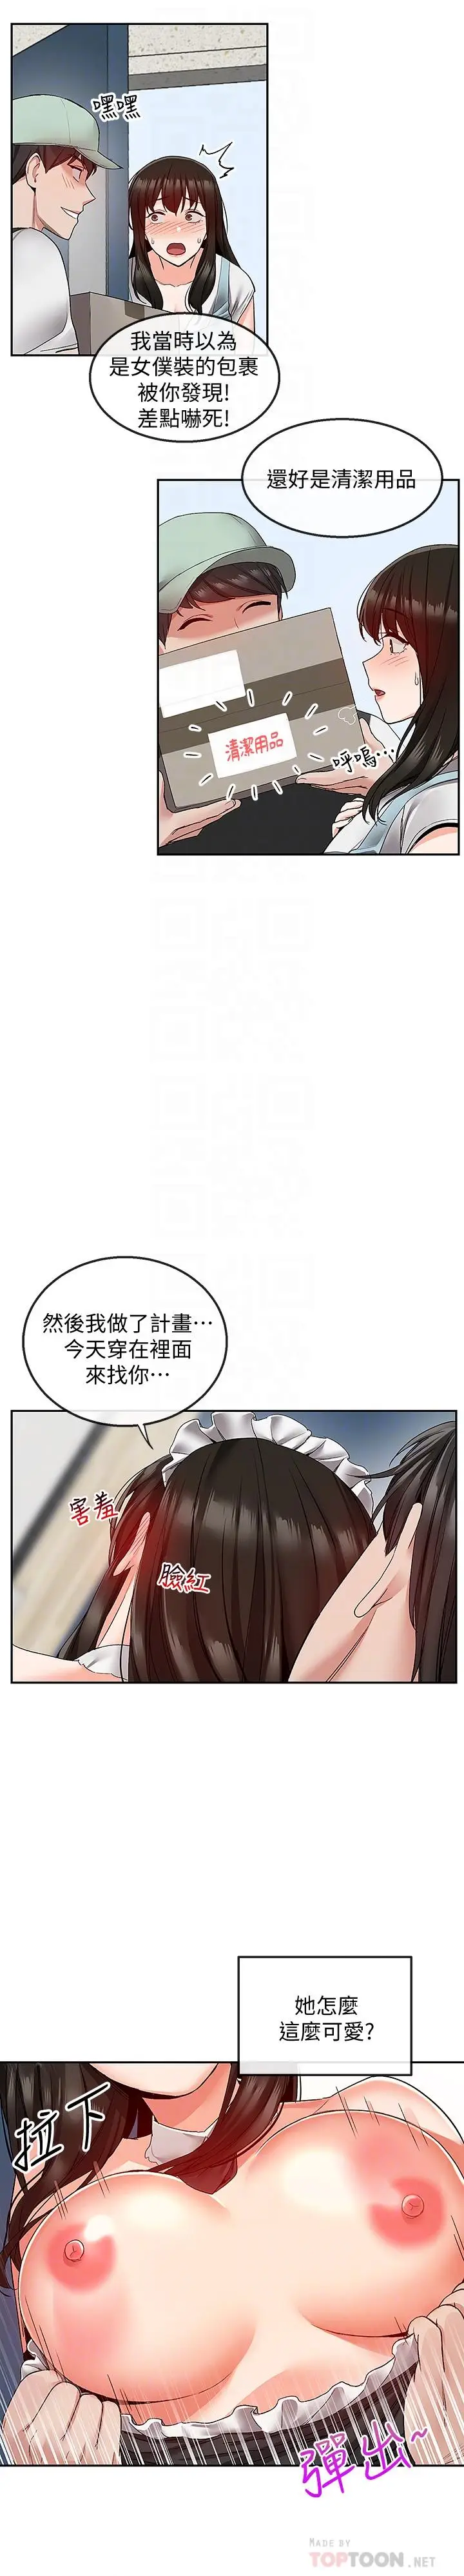 嘿嘿
我當時以為
是女僕裝的包裹
被你發現!
差點嚇死!
還好是清潔用品
清潔用品
呼嗚⋯
然後我做了計畫⋯
今天穿在裡面
來找你⋯
害羞
臉紅
她怎麼
這麼可愛?
拉下
彈出~
MADE BY
TOPTOON.NET